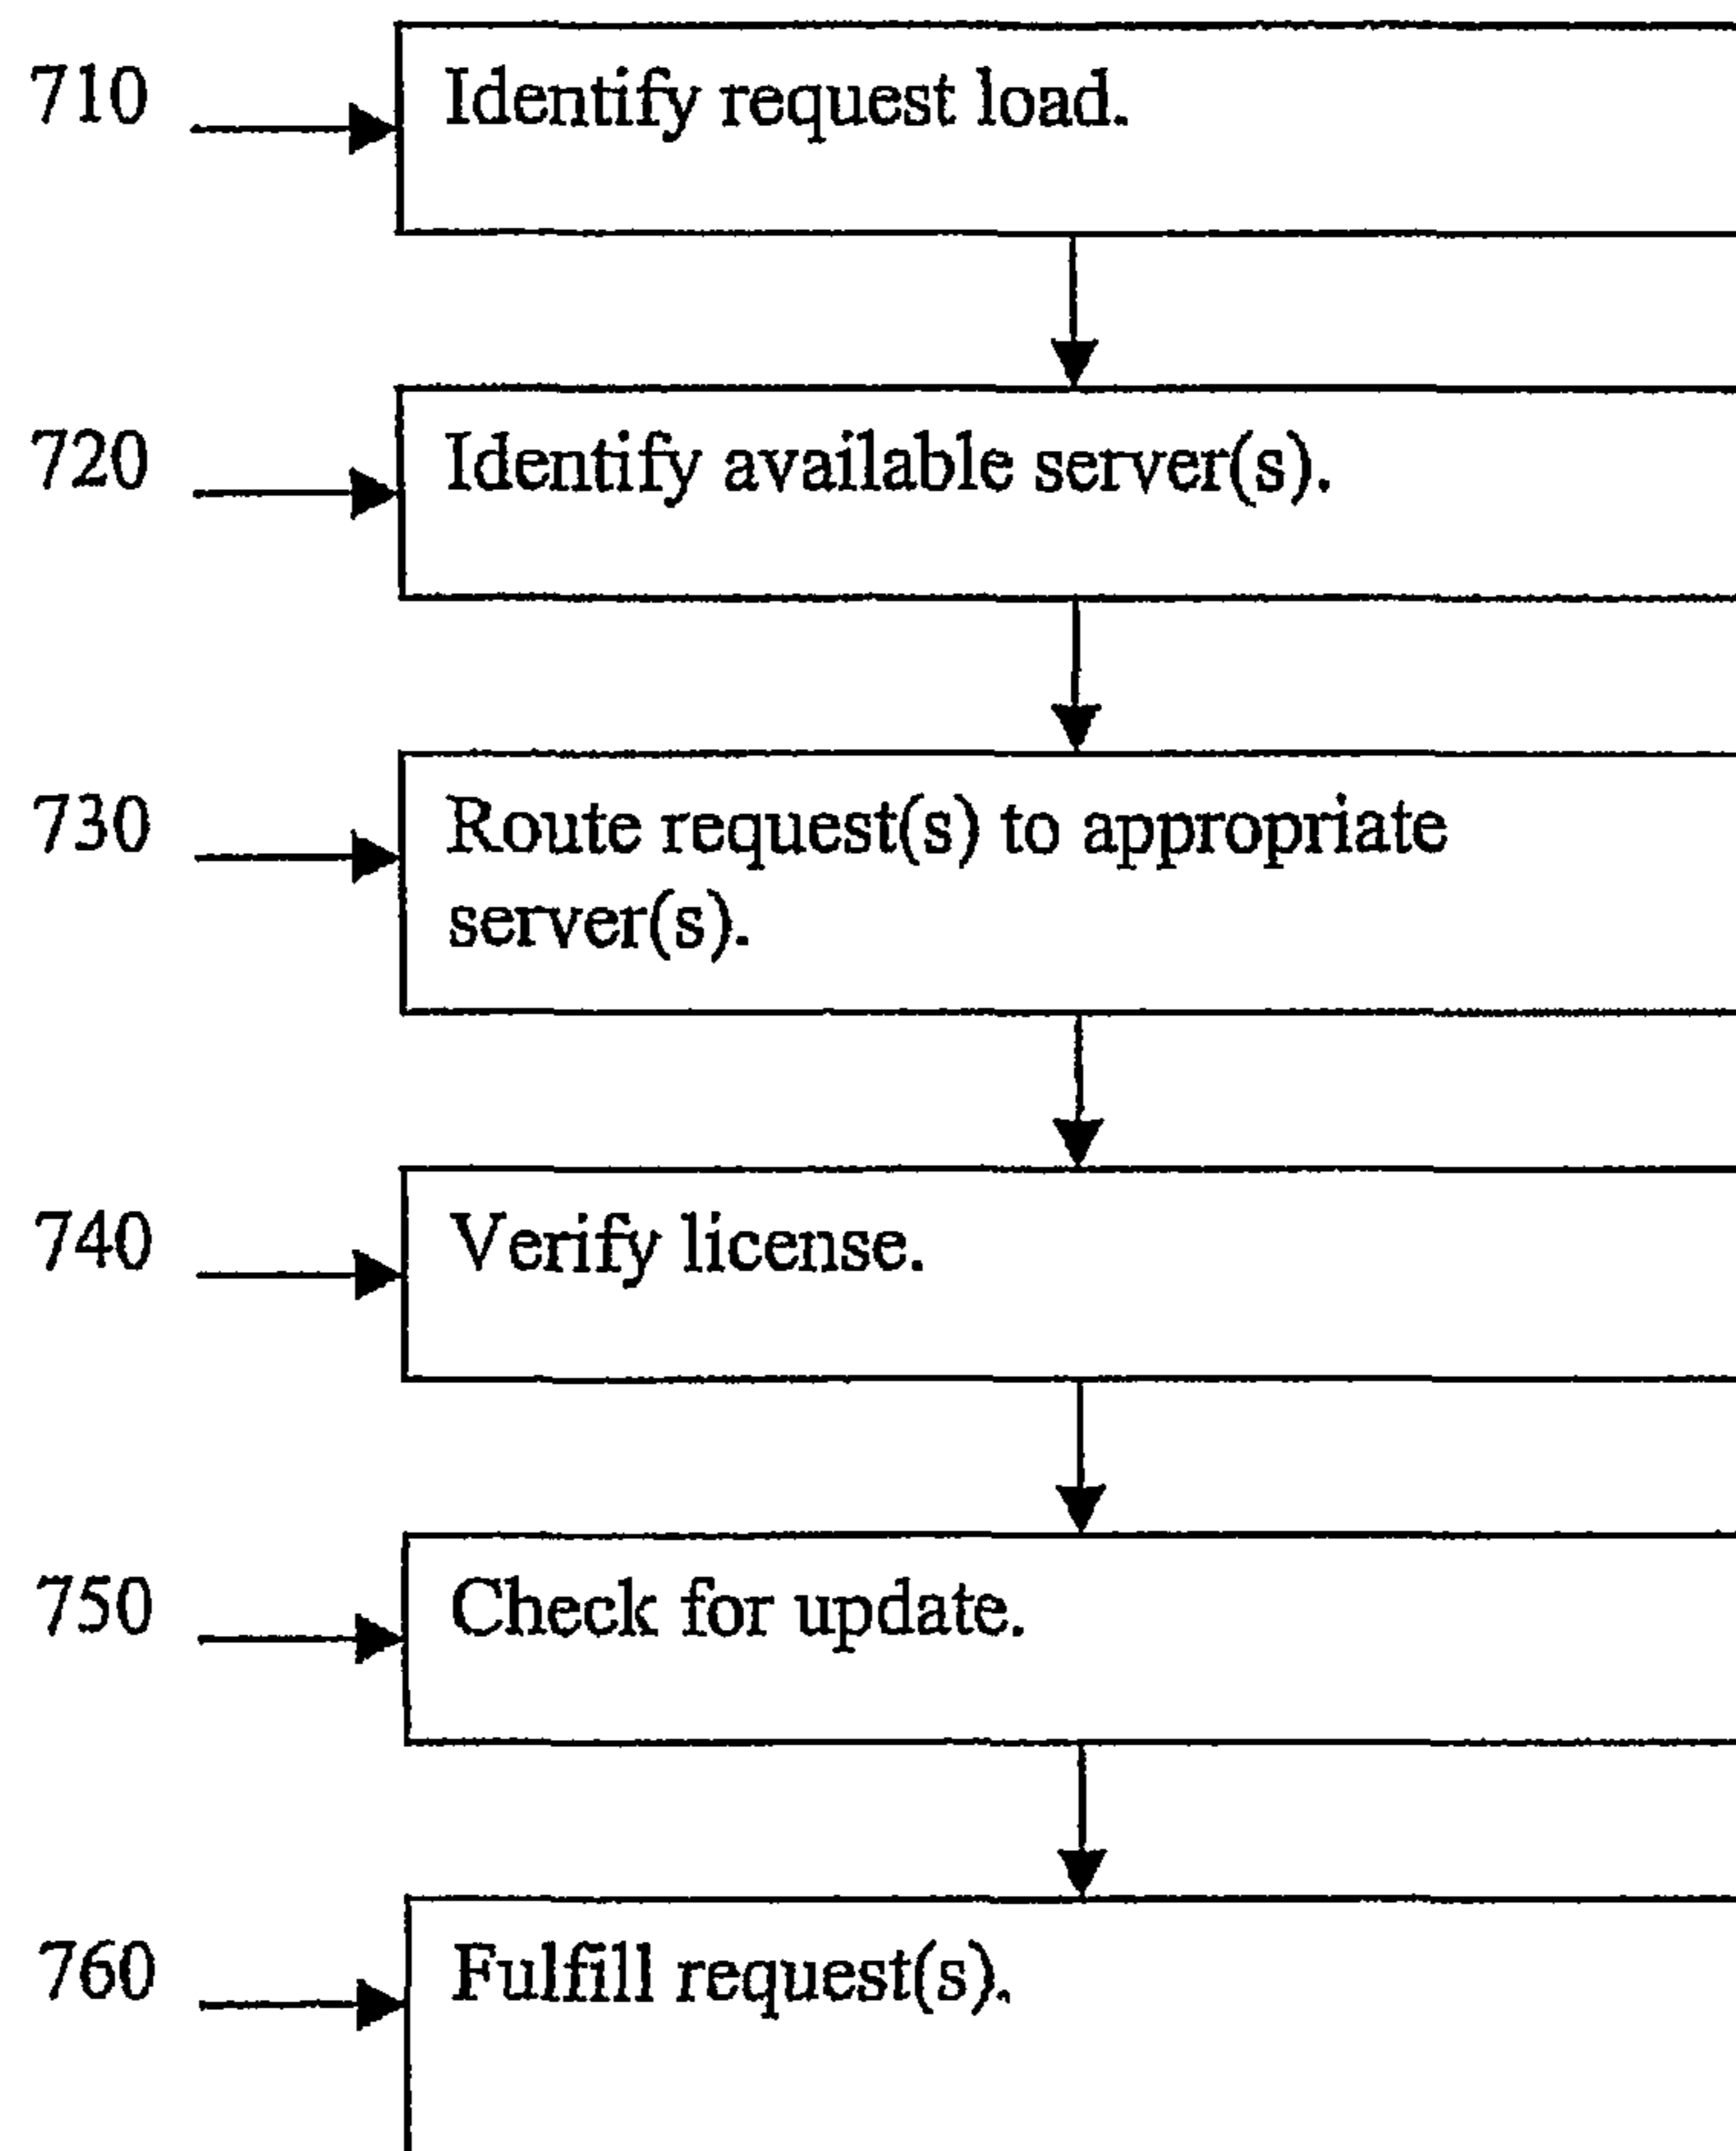 710
Identify request load.
720
Identify available server(s).
730
Route request(s) to appropriate
server(s).
740
Verify license.
750
Check for update.
760
Fulfill request(s).